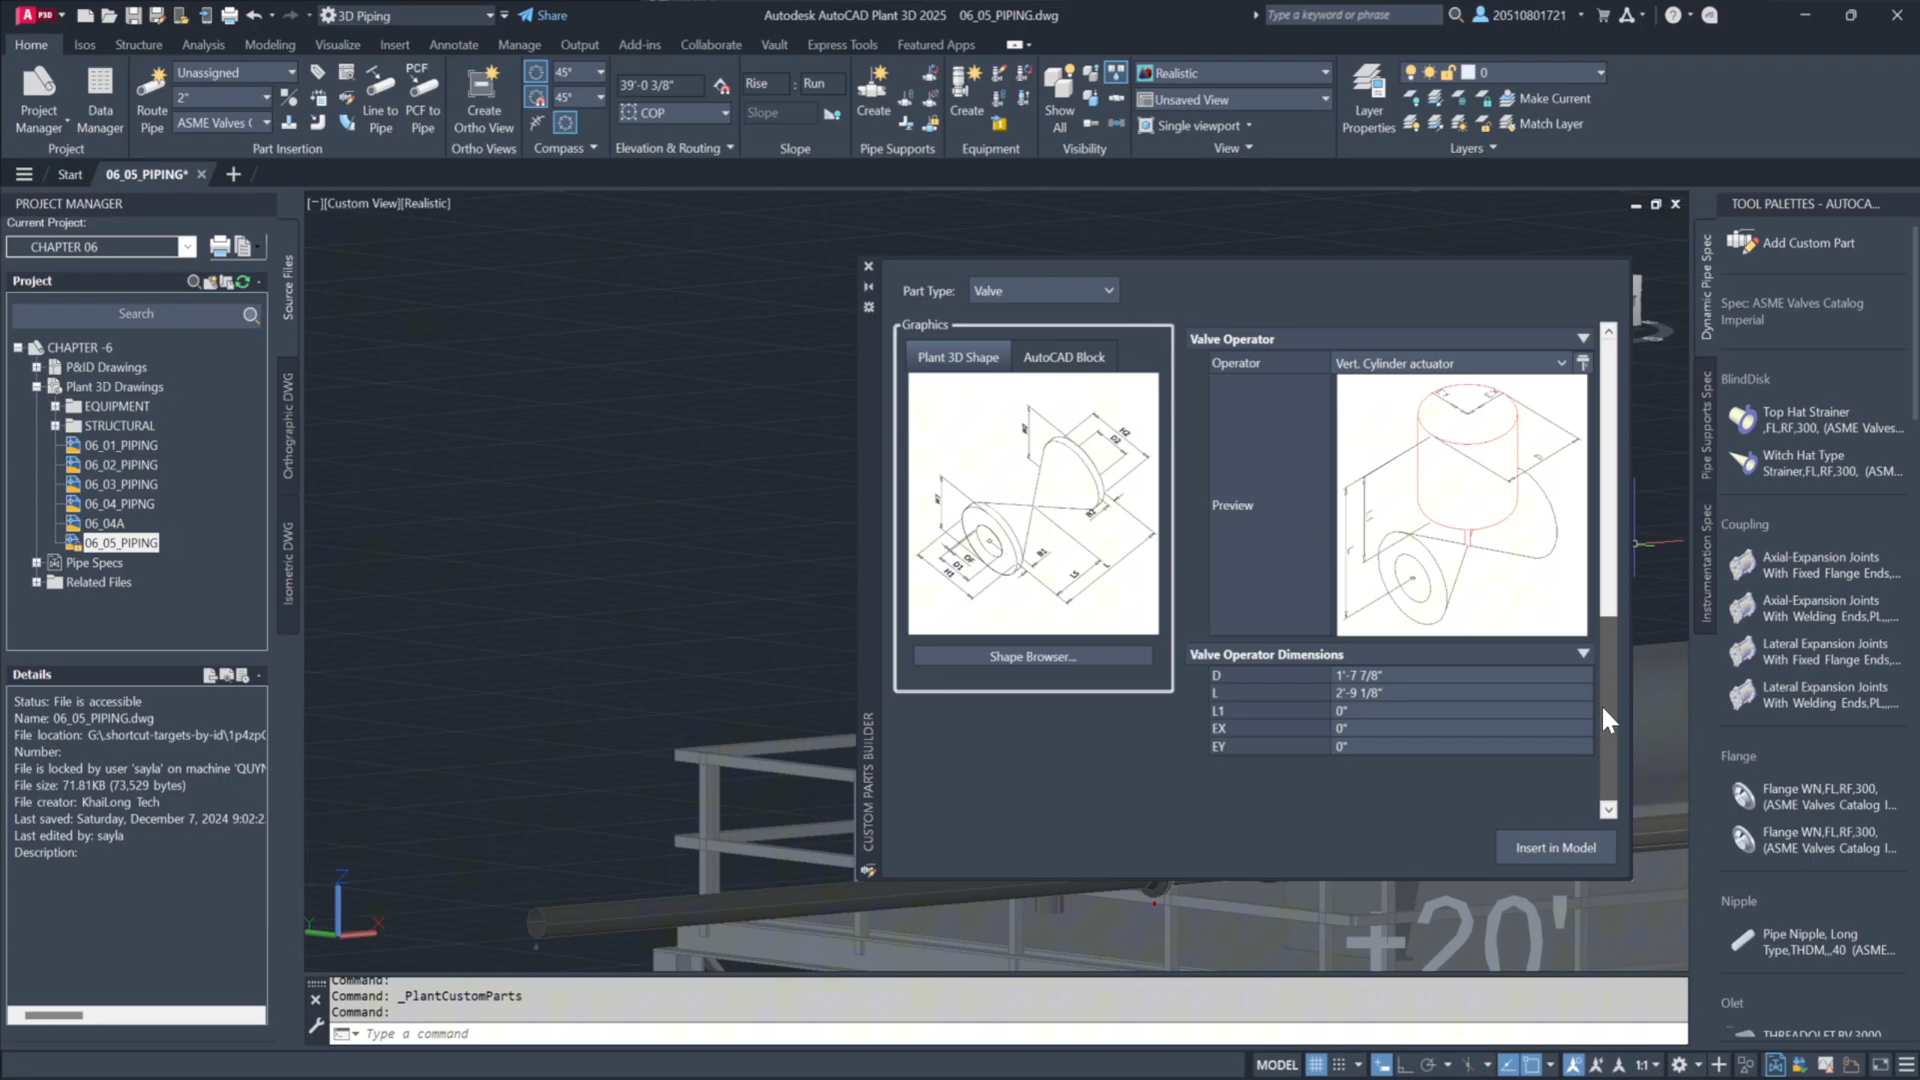 3D Piping
Share
Autodesk AutoCAD Plant 3D 2025 06_05_PIPING.dwg
Type a keyword or phrase
20510801721
Home Isos Structure Analysis Modeling Visualize Insert Annotate Manage Output Add-ins Collaborate Vault Express Tools Featured Apps
Project Manager
Data Manager
Project
Route Pipe
Unassigned
2"
ASME Valves (
Line to Pipe
PCF
PCF to Pipe
Part Insertion
Create Ortho View
Ortho Views
45°
45°
Compass
39'-0 3/8"
COP
Elevation & Routing
Rise : Run
Slope
Slope
Create
Pipe Supports
Create
Equipment
Show All
Visibility
Realistic
Unsaved View
Single viewport
View
Layer Properties
0
Make Current
Match Layer
Layers
Start
06_05_PIPING*
PROJECT MANAGER
Current Project:
CHAPTER 06
Project
Search
CHAPTER -6
P&ID Drawings
Plant 3D Drawings
EQUIPMENT
STRUCTURAL
06_01_PIPING
06_02_PIPING
06_03_PIPING
06_04_PIPNG
06_04A
06_05_PIPING
Pipe Specs
Related Files
Source Files
Orthographic DWG
Isometric DWG
Details
Status: File is accessible
Name: 06_05_PIPING.dwg
File location: G:\.shortcut-targets-by-id\1p4zp
Number:
File is locked by user 'sayla' on machine 'QUYN
File size: 71.81KB (73,529 bytes)
File creator: KhaiLong Tech
Last saved: Saturday, December 7, 2024 9:02:2
Last edited by: sayla
Description:
[−][Custom View][Realistic]
Part Type: Valve
Graphics
Plant 3D Shape
AutoCAD Block
H2
D2
B2
B1
OF
D1
H1
LS
L
Shape Browser...
CUSTOM PARTS BUILDER
Valve Operator
Operator Vert. Cylinder actuator
Preview
Valve Operator Dimensions
D 1'-7 7/8"
L 2'-9 1/8"
L1 0"
EX 0"
EY 0"
Insert in Model
+20'
Z
Y X
Command:
Command: _PlantCustomParts
Command:
Type a command
TOOL PALETTES - AUTOCA...
Dynamic Pipe Spec
Pipe Supports Spec
Instrumentation Spec
Add Custom Part
Spec: ASME Valves Catalog
Imperial
BlindDisk
Top Hat Strainer
,FL,RF,300, (ASME Valves...
Witch Hat Type
Strainer,FL,RF,300, (ASM...
Coupling
Axial-Expansion Joints
With Fixed Flange Ends,...
Axial-Expansion Joints
With Welding Ends,PL,,,...
Lateral Expansion Joints
With Fixed Flange Ends,...
Lateral Expansion Joints
With Welding Ends,PL,,,...
Flange
Flange WN,FL,RF,300,
(ASME Valves Catalog I...
Flange WN,FL,RF,300,
(ASME Valves Catalog I...
Nipple
Pipe Nipple, Long
Type,THDM,,,40 (ASME...
Olet
THREADOLET,BV,3000
MODEL
1:1